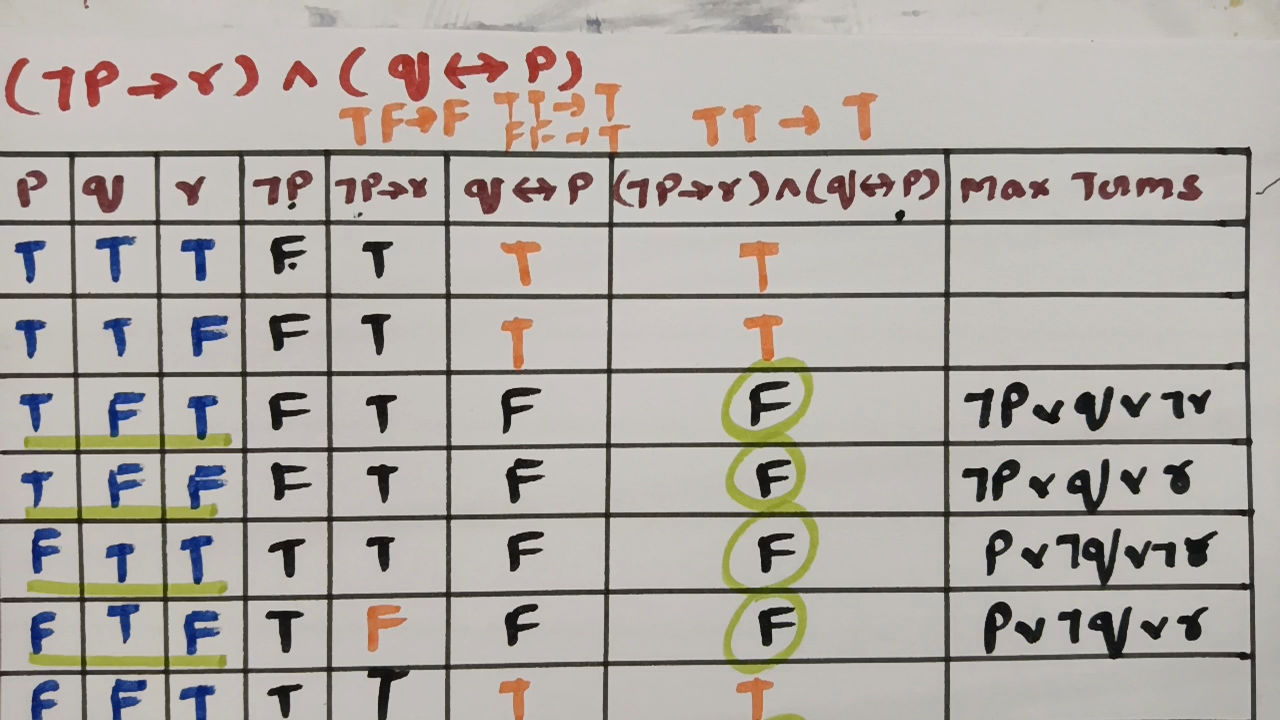 (¬P→r) ∧ (q↔P)
TF→F TT→T TT → T
FF→T
P q r ¬P ¬P→r q↔P (¬P→r)∧(q↔P) Max Terms
T T T F T T T
T T F F T T T
T F T F T F F ¬P∨q∨¬r
T F F F T F F ¬P∨q∨r
F T T T T F F P∨¬q∨¬r
F T F T F F F P∨¬q∨r
F F T T T T T